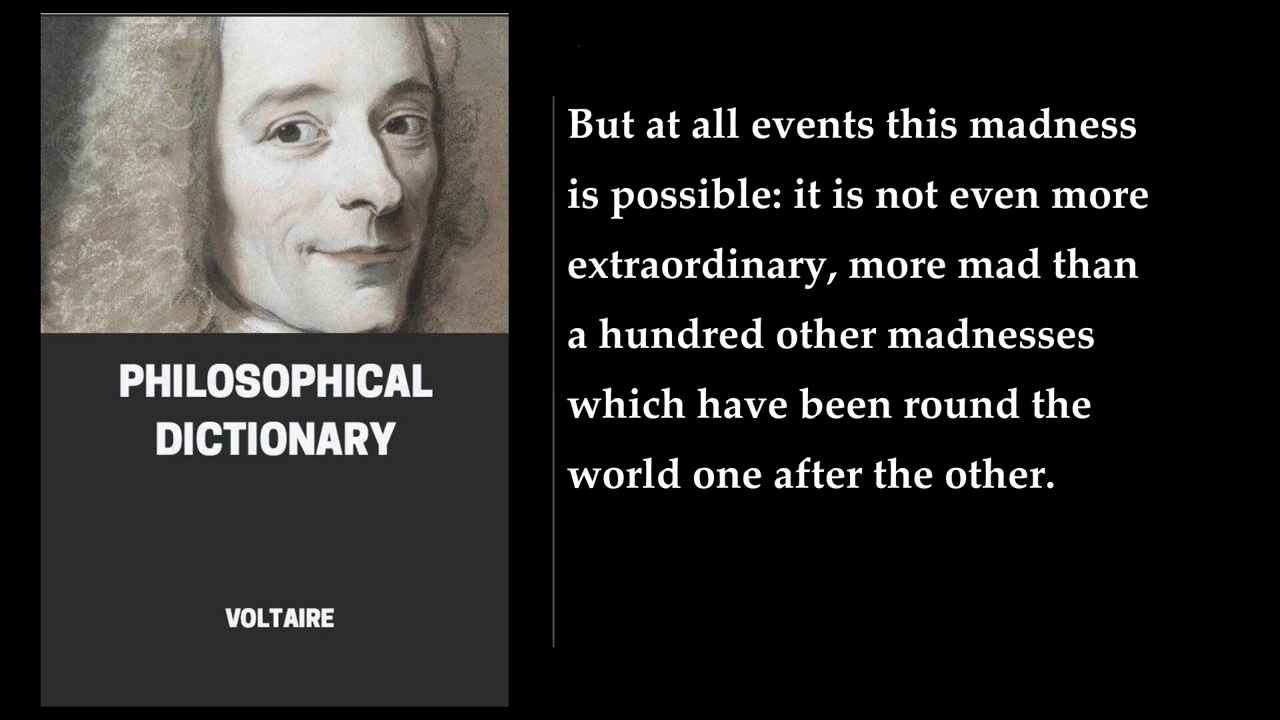 PHILOSOPHICAL
DICTIONARY
VOLTAIRE
But at all events this madness
is possible: it is not even more
extraordinary, more mad than
a hundred other madnesses
which have been round the
world one after the other.